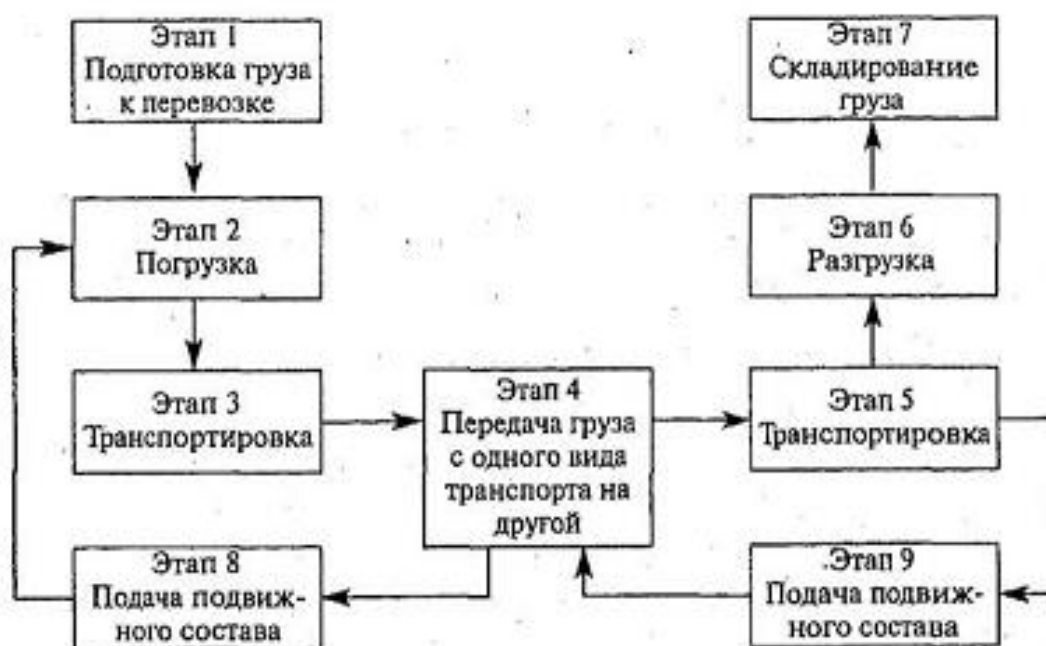 Этап 1
Подготовка груза
к перевозке
Этап 2
Погрузка
Этап 3
Транспортировка
Этап 4
Передача груза
с одного вида
транспорта на
другой
Этап 5
Транспортировка
Этап 6
Разгрузка
Этап 7
Складирование
груза
Этап 8
Подача подвиж-
ного состава
Этап 9
Подача подвиж-
ного состава